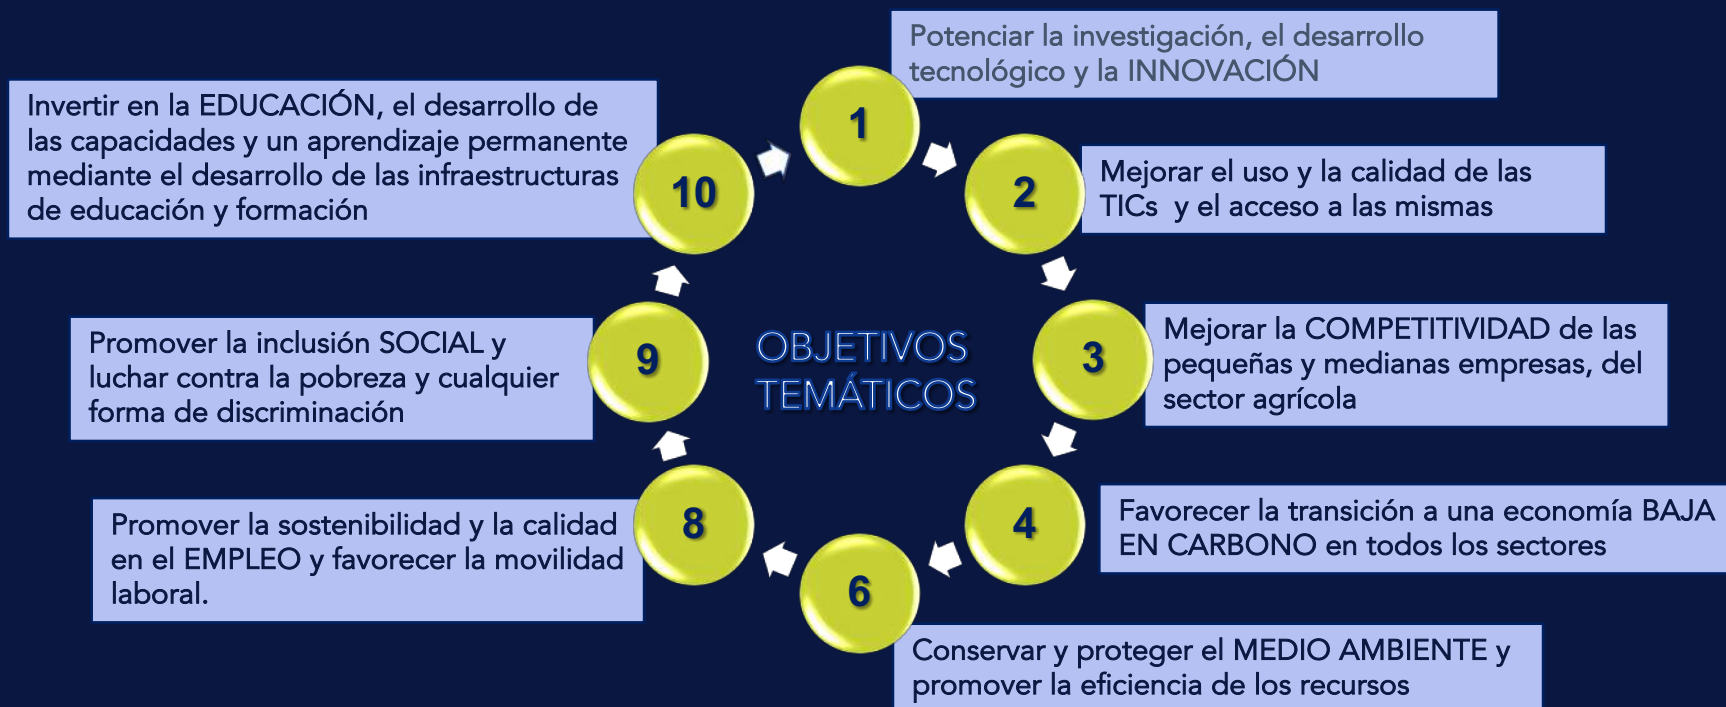 OBJETIVOS
TEMÁTICOS
1
Potenciar la investigación, el desarrollo
tecnológico y la INNOVACIÓN
2
Mejorar el uso y la calidad de las
TICs  y el acceso a las mismas
3
Mejorar la COMPETITIVIDAD de las
pequeñas y medianas empresas, del
sector agrícola
4
Favorecer la transición a una economía BAJA
EN CARBONO en todos los sectores
6
Conservar y proteger el MEDIO AMBIENTE y
promover la eficiencia de los recursos
8
Promover la sostenibilidad y la calidad
en el EMPLEO y favorecer la movilidad
laboral.
9
Promover la inclusión SOCIAL y
luchar contra la pobreza y cualquier
forma de discriminación
10
Invertir en la EDUCACIÓN, el desarrollo de
las capacidades y un aprendizaje permanente
mediante el desarrollo de las infraestructuras
de educación y formación